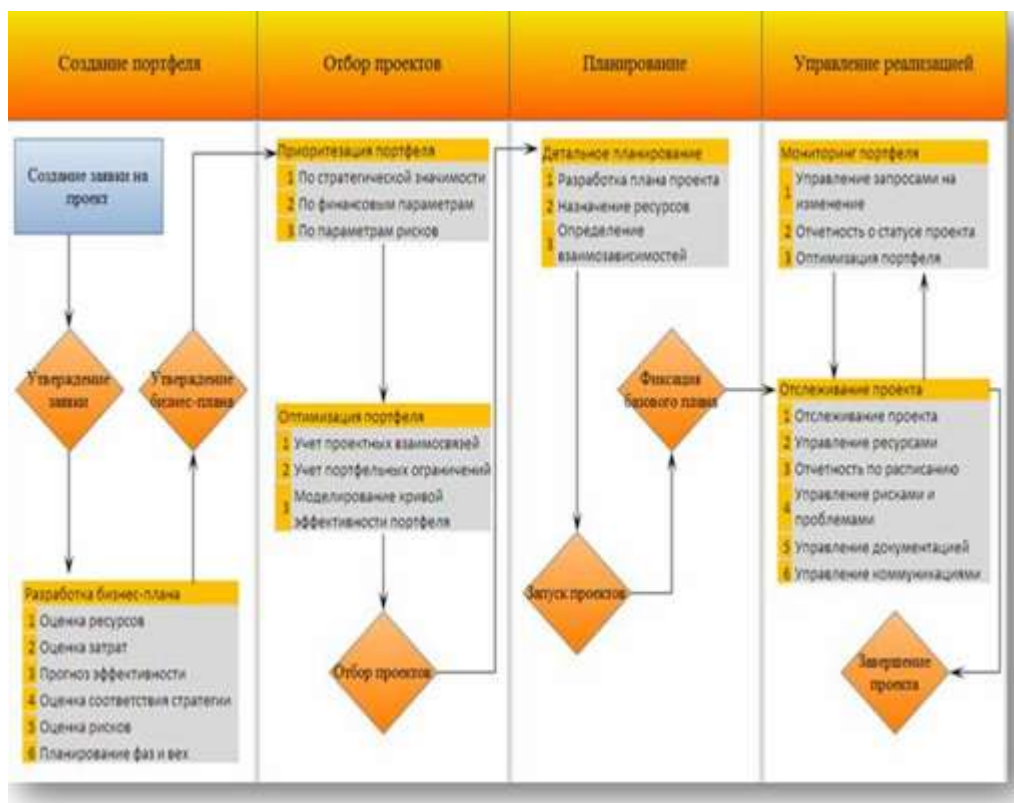 Создание портфеля
Отбор проектов
Планирование
Управление реализацией
Создание заявки на
проект
Утверадение
заявки
Утверадение
бизнес-плана
Разработка бизнес-плана
1 Оценка ресурсов
2 Оценка затрат
3 Прогноз эффективности
4 Оценка соответствия стратегии
5 Оценка рисков
6 Планирование фаз и вех
Приоритезация портфеля
1 По стратегической значимости
2 По финансовым параметрам
3 По параметрам рисков
Оптимизация портфеля
1 Учет проектных взаимосвязей
2 Учет портфельных ограничений
3 Моделирование кривой
эффективности портфеля
Отбор проектов
Детальное планирование
1 Разработка плана проекта
2 Назначение ресурсов
3 Определение
взаимозависимостей
Запуск проектов
Фиксация
базового плана
Мониторинг портфеля
1 Управление запросами на
изменение
2 Отчетность о статусе проекта
3 Оптимизация портфеля
Отслеживание проекта
1 Отслеживание проекта
2 Управление ресурсами
3 Отчетность по расписанию
4 Управление рисками и
проблемами
5 Управление документацией
6 Управление коммуникациями
Завершение
проекта